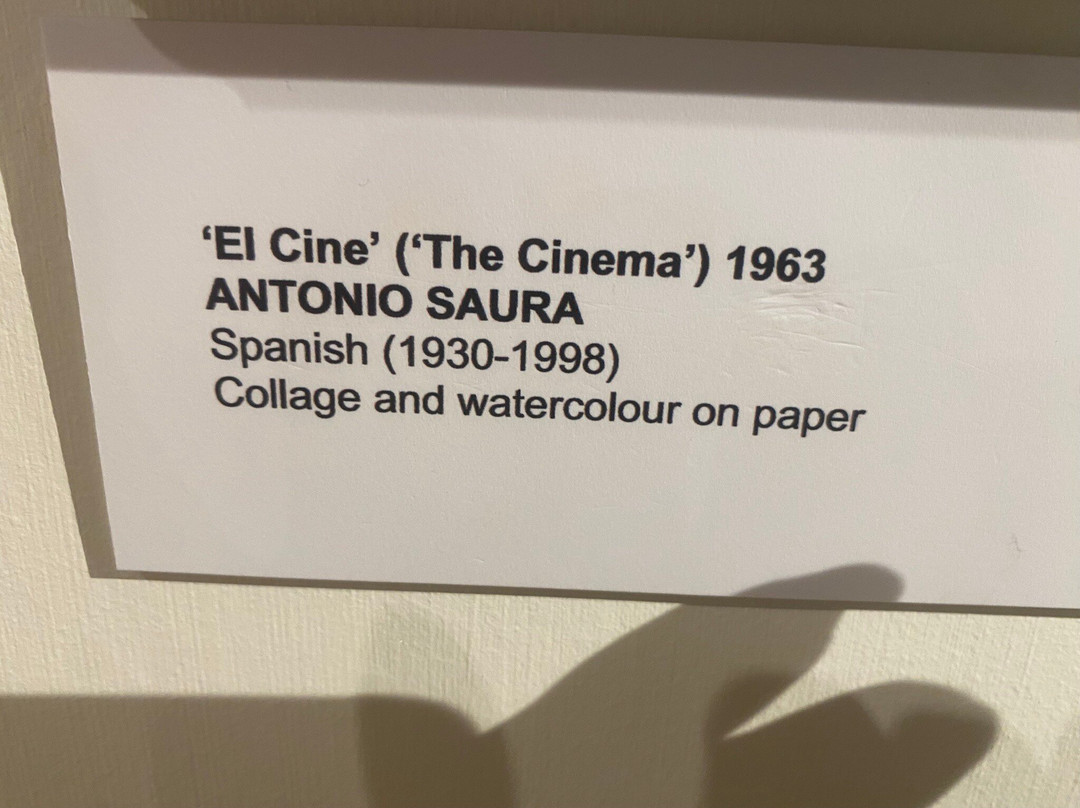 ‘El Cine’ (‘The Cinema’) 1963
ANTONIO SAURA
Spanish (1930-1998)
Collage and watercolour on paper